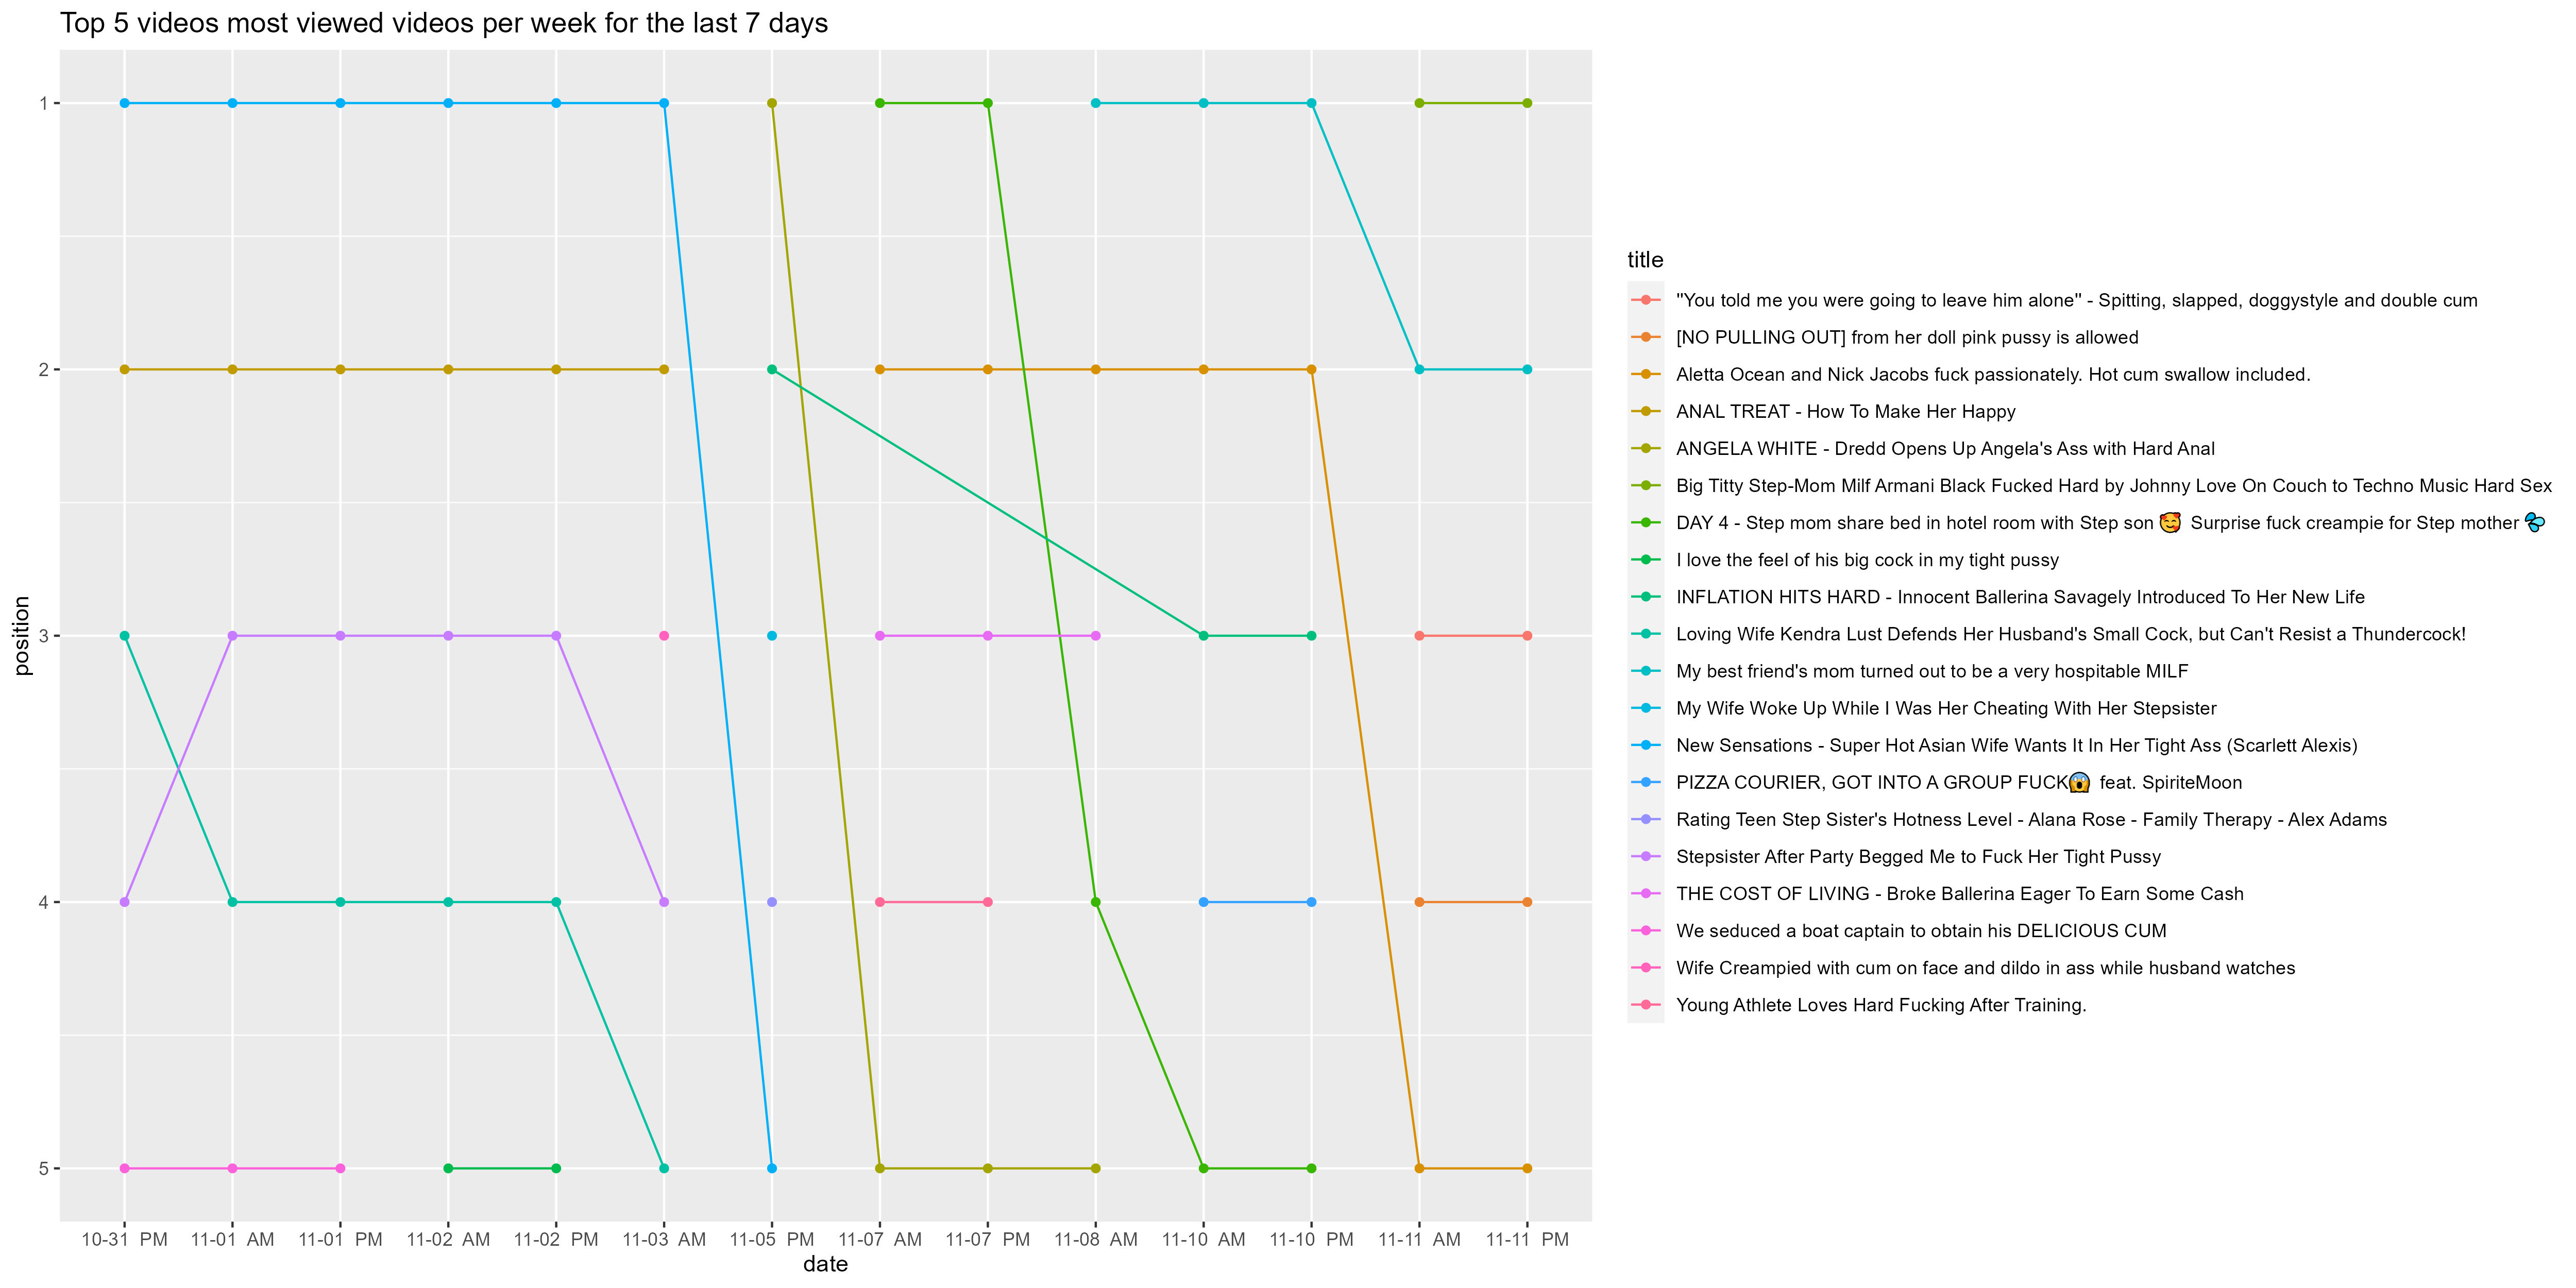 Top 5 videos most viewed videos per week for the last 7 days
position
1
2
3
4
5
10-31 PM
11-01 AM
11-01 PM
11-02 AM
11-02 PM
11-03 AM
11-05 PM
11-07 AM
11-07 PM
11-08 AM
11-10 AM
11-10 PM
11-11 AM
11-11 PM
date
title
"You told me you were going to leave him alone" - Spitting, slapped, doggystyle and double cum
[NO PULLING OUT] from her doll pink pussy is allowed
Aletta Ocean and Nick Jacobs fuck passionately. Hot cum swallow included.
ANAL TREAT - How To Make Her Happy
ANGELA WHITE - Dredd Opens Up Angela's Ass with Hard Anal
Big Titty Step-Mom Milf Armani Black Fucked Hard by Johnny Love On Couch to Techno Music Hard Sex
DAY 4 - Step mom share bed in hotel room with Step son 🥰 Surprise fuck creampie for Step mother 💦
I love the feel of his big cock in my tight pussy
INFLATION HITS HARD - Innocent Ballerina Savagely Introduced To Her New Life
Loving Wife Kendra Lust Defends Her Husband's Small Cock, but Can't Resist a Thundercock!
My best friend's mom turned out to be a very hospitable MILF
My Wife Woke Up While I Was Her Cheating With Her Stepsister
New Sensations - Super Hot Asian Wife Wants It In Her Tight Ass (Scarlett Alexis)
PIZZA COURIER, GOT INTO A GROUP FUCK😱 feat. SpiriteMoon
Rating Teen Step Sister's Hotness Level - Alana Rose - Family Therapy - Alex Adams
Stepsister After Party Begged Me to Fuck Her Tight Pussy
THE COST OF LIVING - Broke Ballerina Eager To Earn Some Cash
We seduced a boat captain to obtain his DELICIOUS CUM
Wife Creampied with cum on face and dildo in ass while husband watches
Young Athlete Loves Hard Fucking After Training.